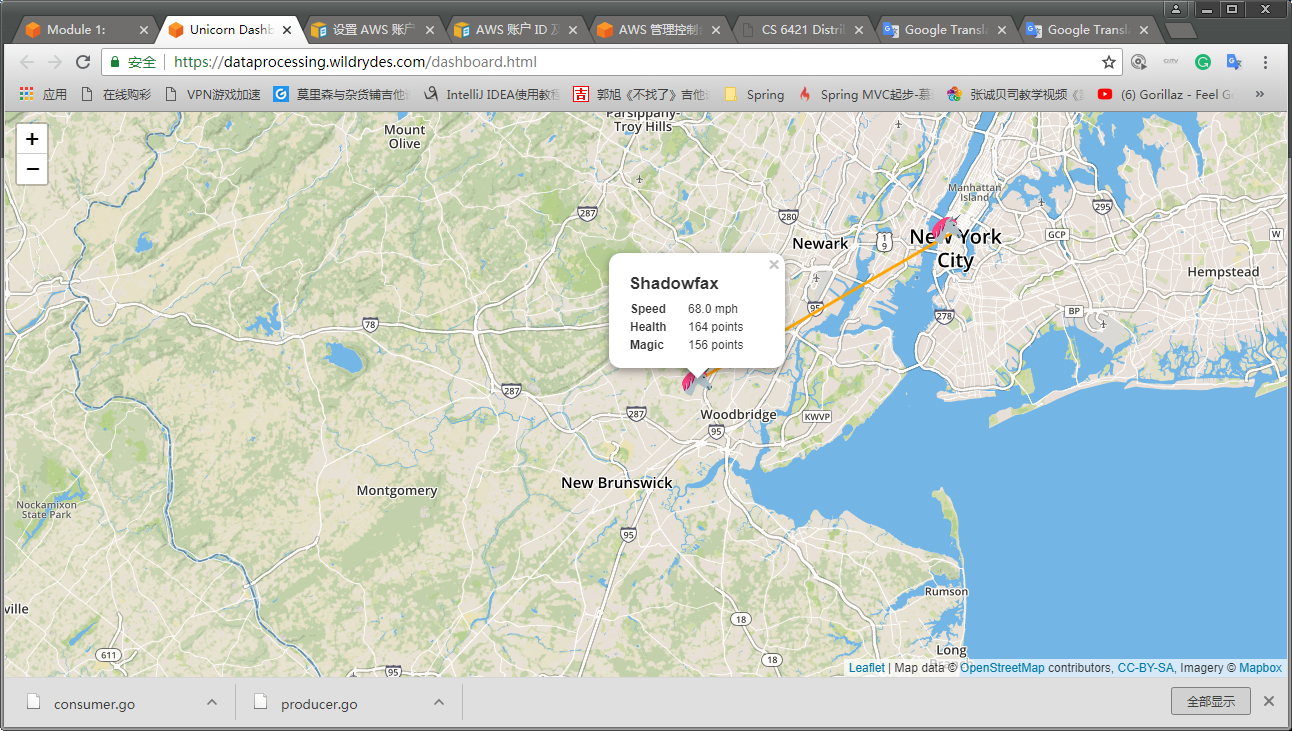 Module 1:
Unicorn Dashb
设置 AWS 账户
AWS 账户 ID 及
AWS 管理控制
CS 6421 Distri
Google Transl
Google Transl
安全
https://dataprocessing.wildrydes.com/dashboard.html
应用
在线购彩
VPN游戏加速
莫里森与杂货铺吉他
IntelliJ IDEA使用教程
吉
郭旭《不找了》吉他
Spring
Spring MVC起步-慕
张诚贝司教学视频《
(6) Gorillaz - Feel G
»
+
−
Mount
Olive
Parsippany-
Troy Hills
Manhattan
Island
287
280
295
1
9
GCP
W
Newark
New York
City
Hempstead
Shadowfax
Speed 68.0 mph
Health 164 points
Magic 156 points
95
278
BP
78
287
287
Woodbridge
KWVP
95
Montgomery
New Brunswick
Nockamixon
State Park
95
Rumson
ville
18
Long
611
18
95
Leaflet | Map data © OpenStreetMap contributors, CC-BY-SA, Imagery © Mapbox
consumer.go
producer.go
全部显示